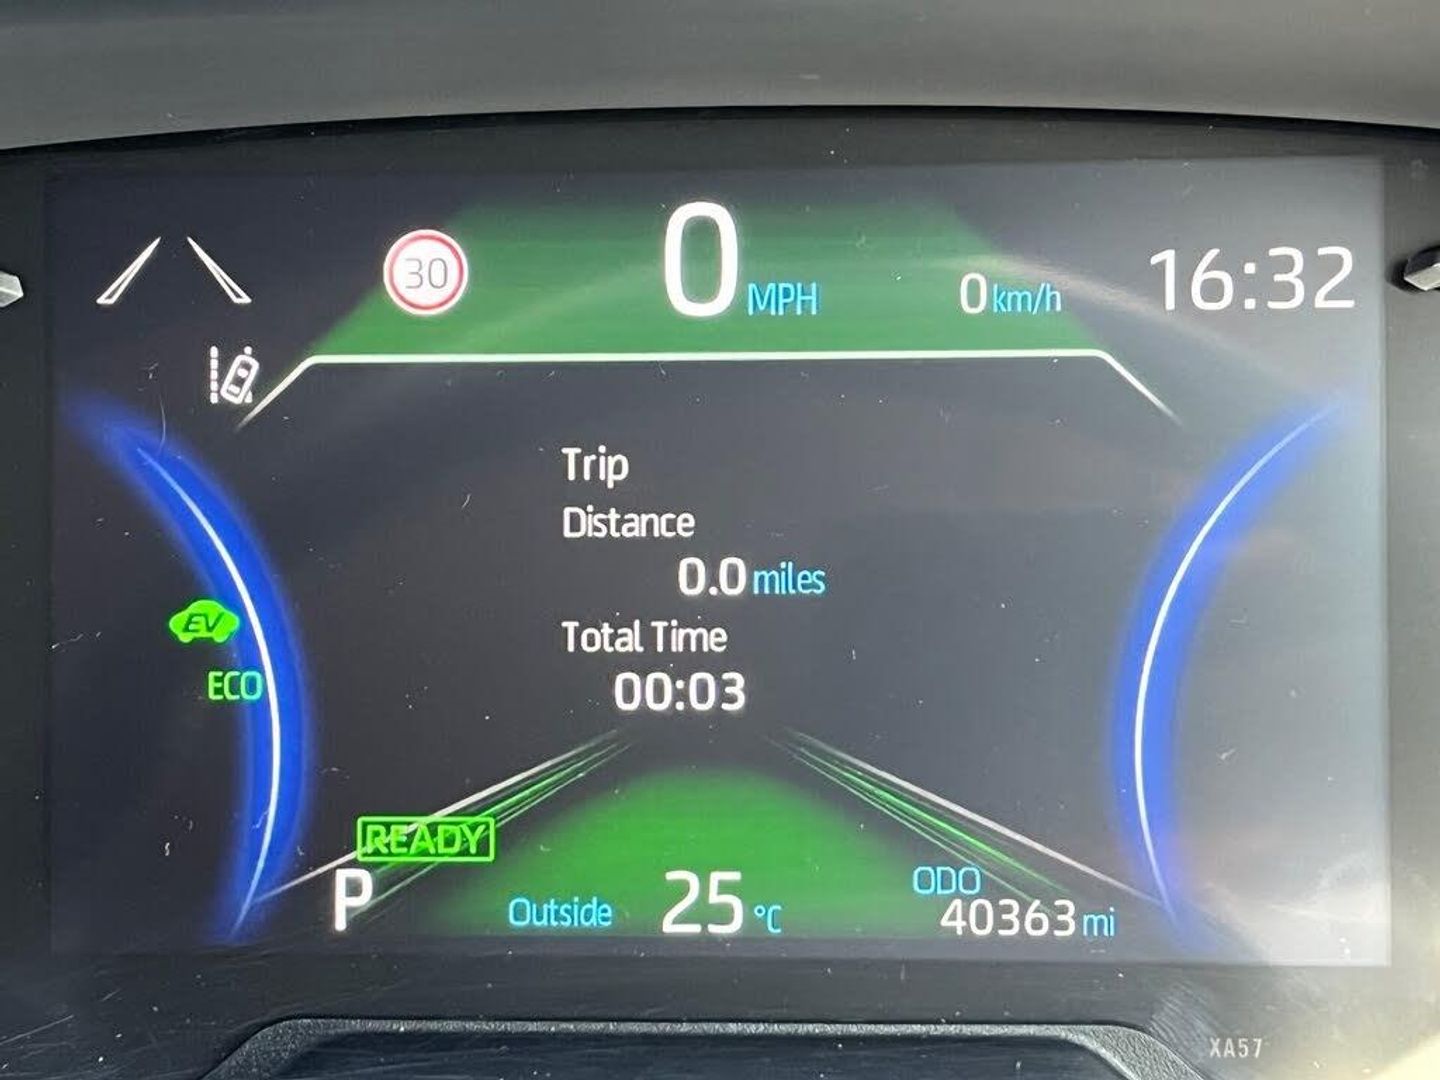 30
0 MPH
0 km/h
16:32
Trip
Distance
0.0 miles
Total Time
00:03
EV
ECO
READY
P
Outside 25 °C
ODO
40363 mi
XA57